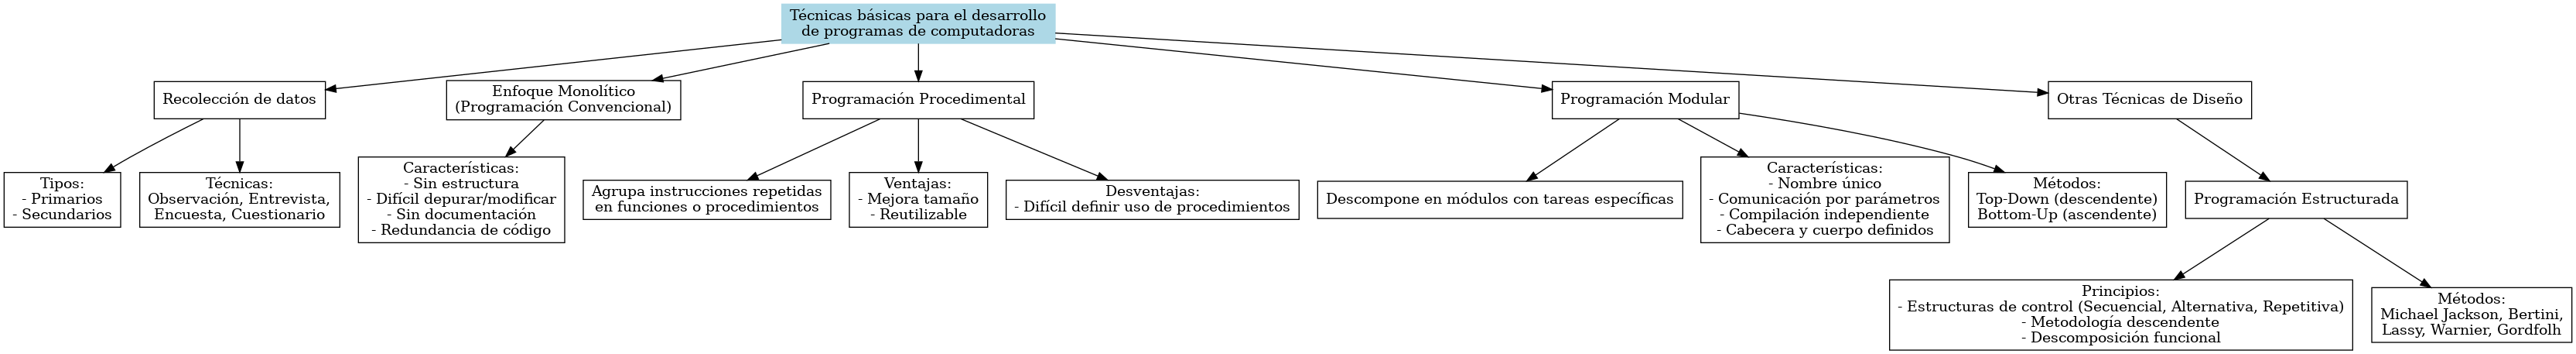 Técnicas básicas para el desarrollo
de programas de computadoras
Recolección de datos
Enfoque Monolítico
(Programación Convencional)
Programación Procedimental
Programación Modular
Otras Técnicas de Diseño
Tipos:
- Primarios
- Secundarios
Técnicas:
Observación, Entrevista,
Encuesta, Cuestionario
Características:
- Sin estructura
- Difícil depurar/modificar
- Sin documentación
- Redundancia de código
Agrupa instrucciones repetidas
en funciones o procedimientos
Ventajas:
- Mejora tamaño
- Reutilizable
Desventajas:
- Difícil definir uso de procedimientos
Descompone en módulos con tareas específicas
Características:
- Nombre único
- Comunicación por parámetros
- Compilación independiente
- Cabecera y cuerpo definidos
Métodos:
Top-Down (descendente)
Bottom-Up (ascendente)
Programación Estructurada
Principios:
- Estructuras de control (Secuencial, Alternativa, Repetitiva)
- Metodología descendente
- Descomposición funcional
Métodos:
Michael Jackson, Bertini,
Lassy, Warnier, Gordfolh